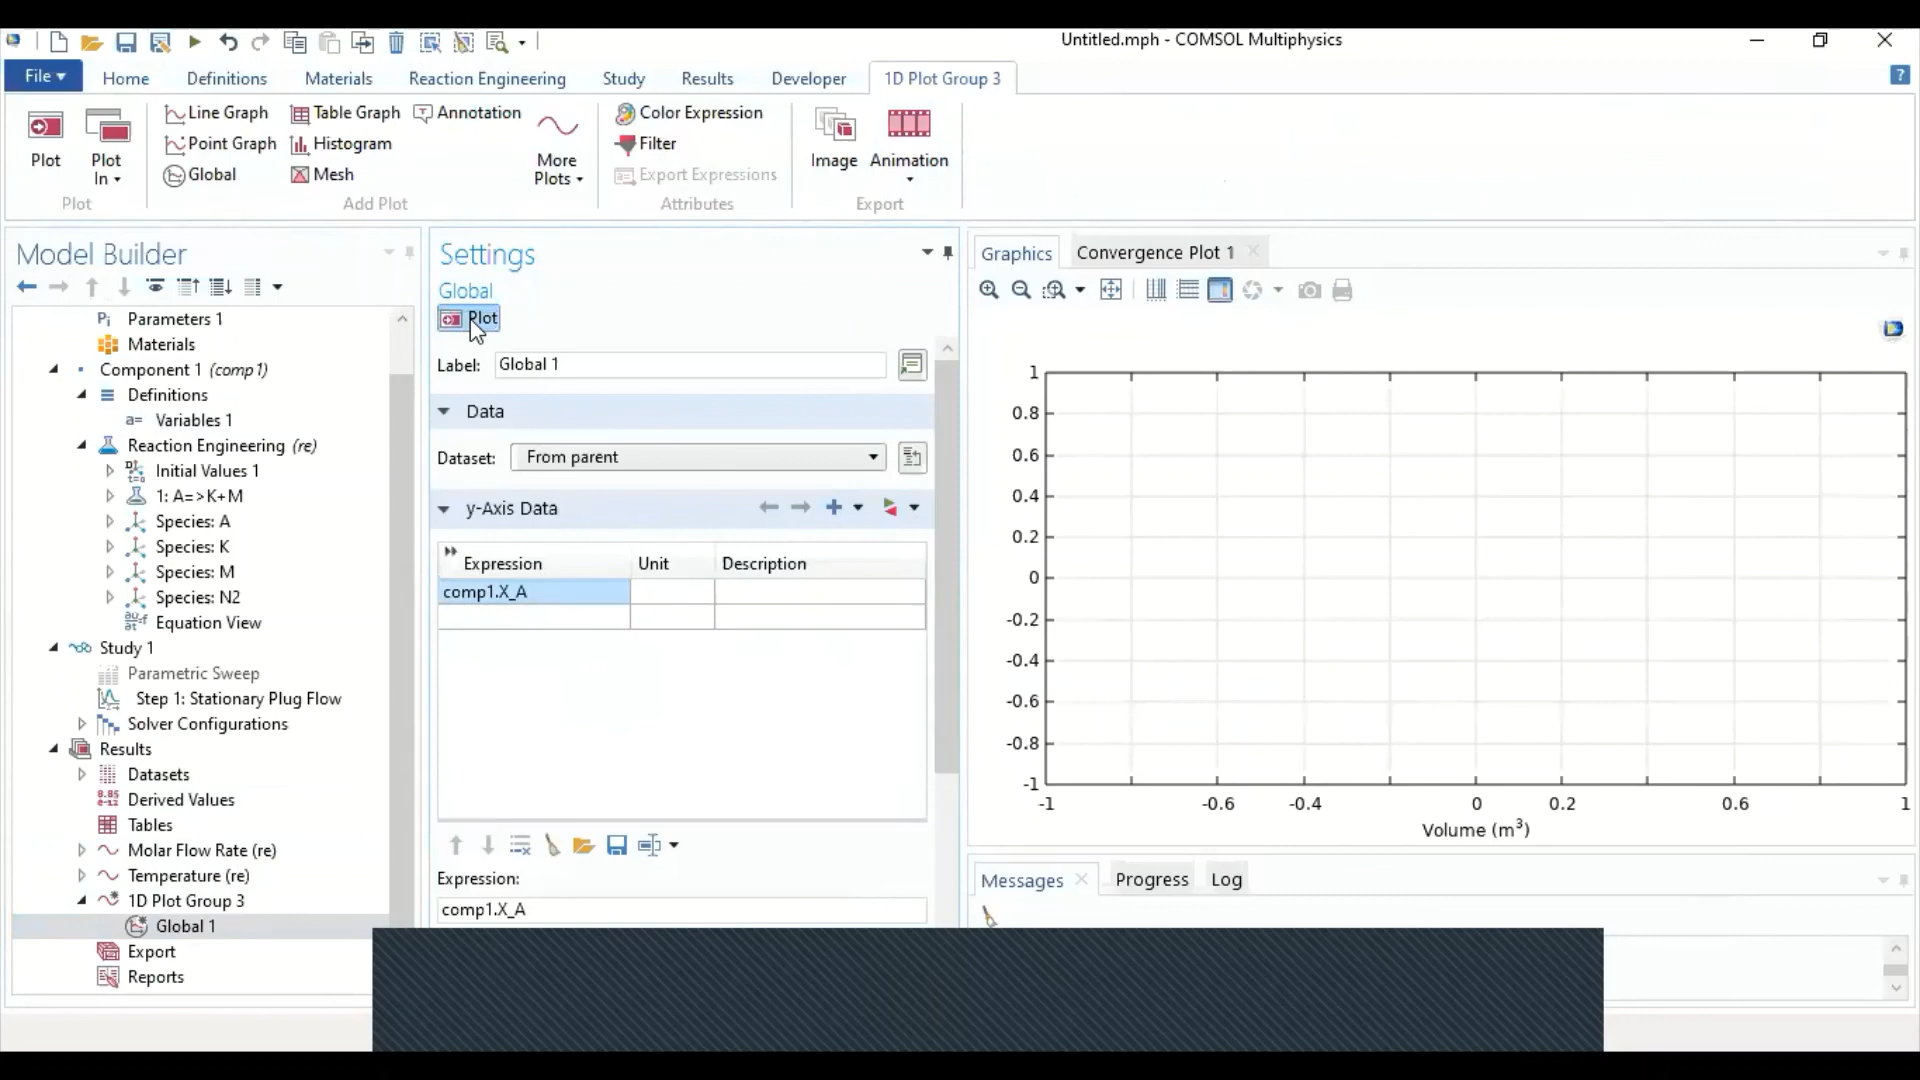 Untitled.mph - COMSOL Multiphysics
File Home Definitions Materials Reaction Engineering Study Results Developer 1D Plot Group 3
Plot
Plot In
Line Graph
Point Graph
Global
Table Graph
Histogram
Mesh
Annotation
More Plots
Color Expression
Filter
Export Expressions
Image
Animation
Plot
Add Plot
Attributes
Export
Model Builder
Pi Parameters 1
Materials
Component 1 (comp1)
Definitions
a= Variables 1
Reaction Engineering (re)
Initial Values 1
1: A=>K+M
Species: A
Species: K
Species: M
Species: N2
Equation View
Study 1
Parametric Sweep
Step 1: Stationary Plug Flow
Solver Configurations
Results
Datasets
8.85 e-12 Derived Values
Tables
Molar Flow Rate (re)
Temperature (re)
1D Plot Group 3
Global 1
Export
Reports
Settings
Global
Plot
Label: Global 1
Data
Dataset: From parent
y-Axis Data
Expression Unit Description
comp1.X_A
Expression:
comp1.X_A
Graphics Convergence Plot 1
1
0.8
0.6
0.4
0.2
0
-0.2
-0.4
-0.6
-0.8
-1
-1 -0.6 -0.4 0 0.2 0.6 1
Volume (m³)
Messages Progress Log